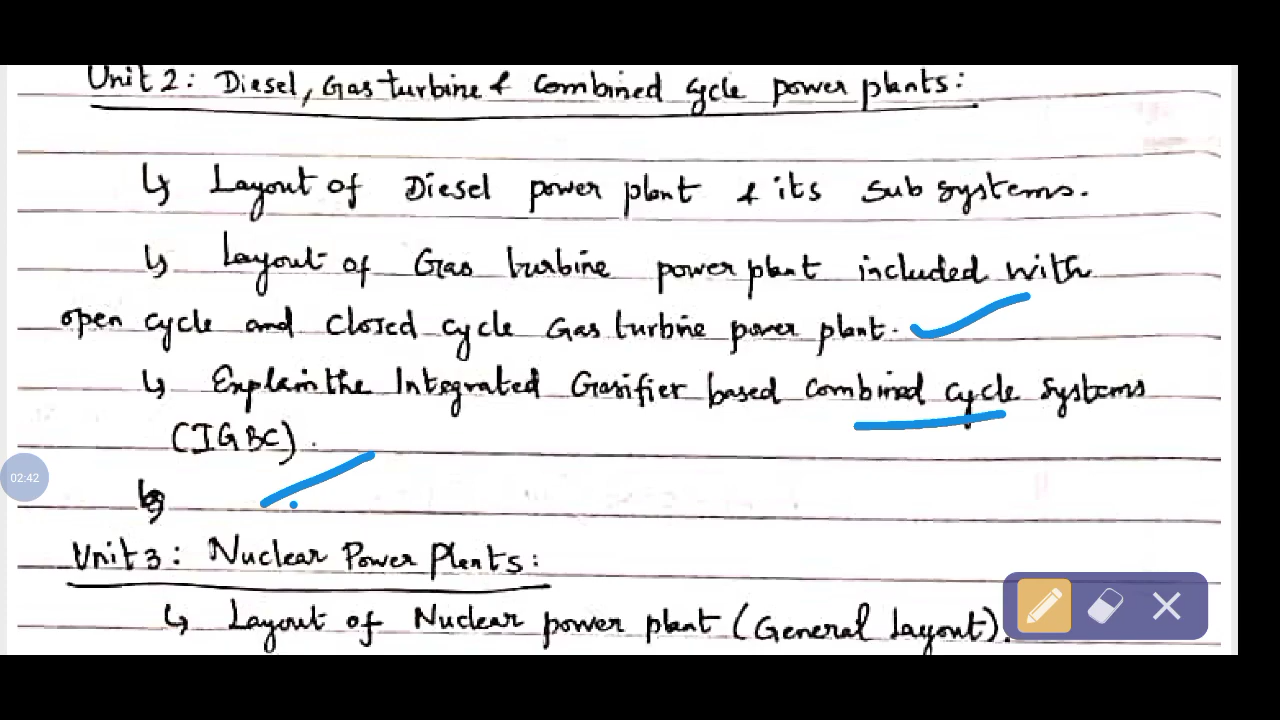 Unit 2: Diesel, Gas turbine & Combined cycle power plants:
↳ Layout of Diesel power plant & its Sub systems.
↳ Layout of Gas turbine power plant included with
open cycle and closed cycle Gas turbine power plant.
↳ Explain the Integrated Gasifier based Combined cycle systems
(IGBC).
02:42
Unit 3: Nuclear Power Plants:
↳ Layout of Nuclear power plant (General Layout).